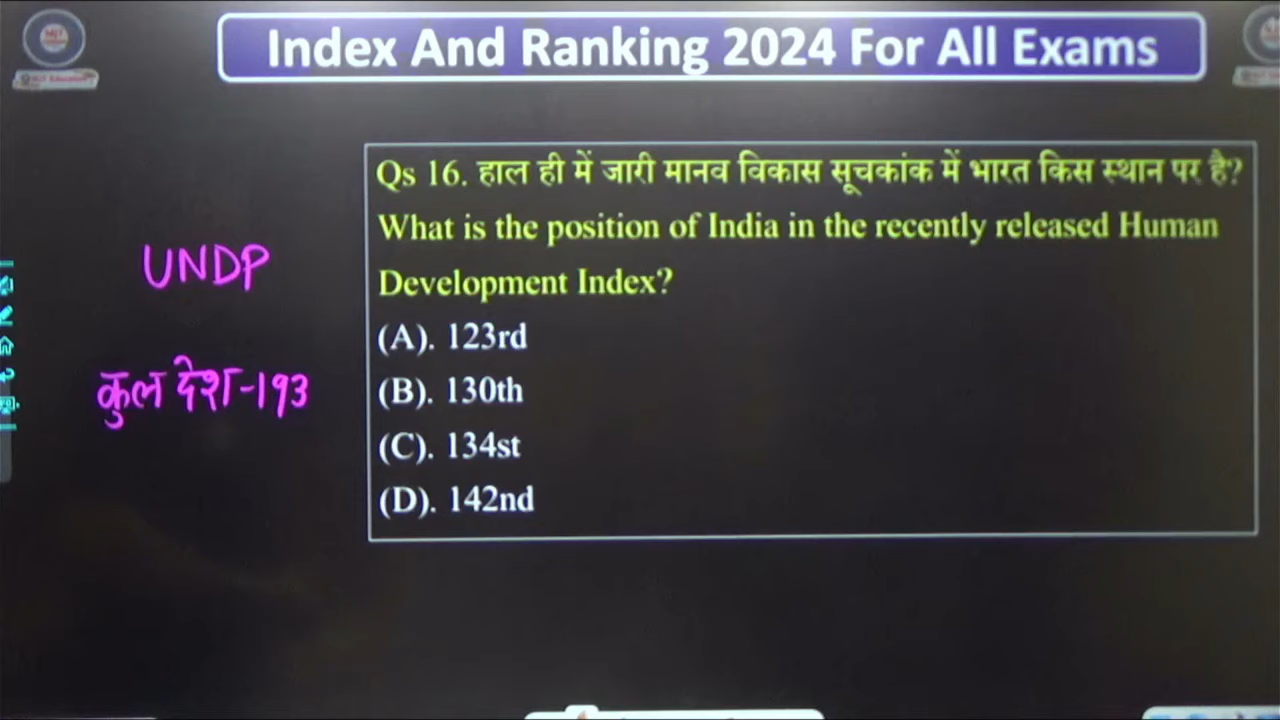 Index And Ranking 2024 For All Exams
Qs 16. हाल ही में जारी मानव विकास सूचकांक में भारत किस स्थान पर है?
What is the position of India in the recently released Human
Development Index?
(A). 123rd
(B). 130th
(C). 134st
(D). 142nd
UNDP
कुल देश-193